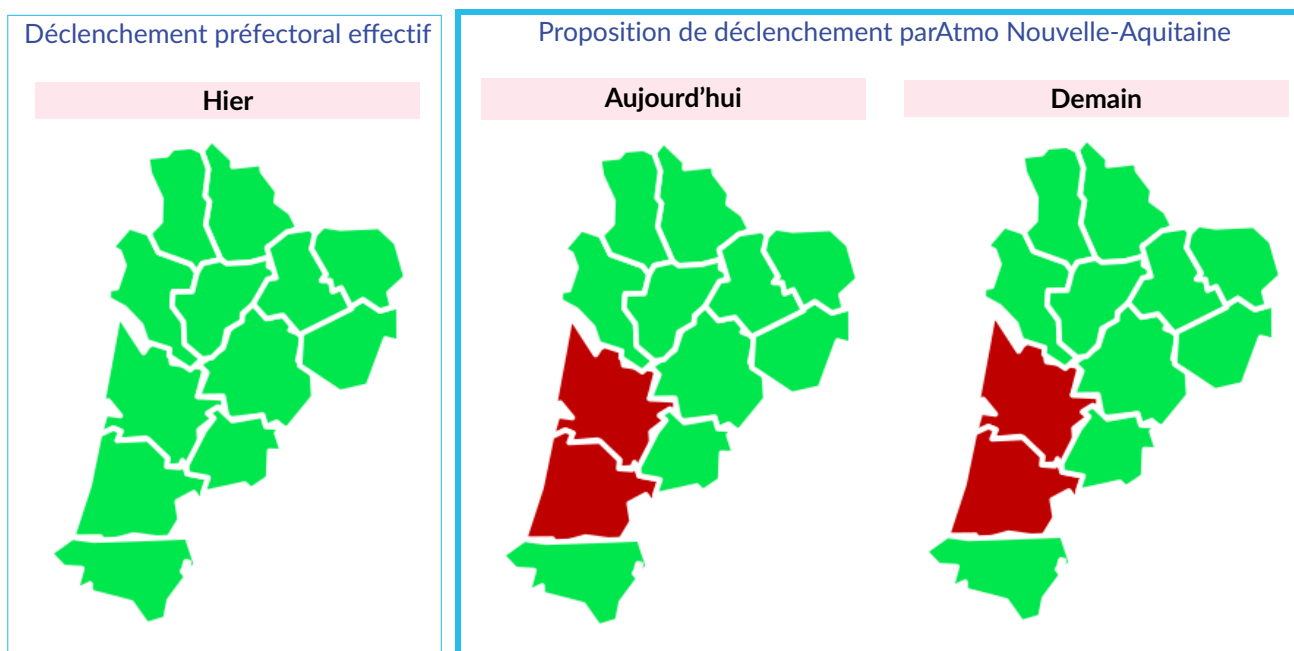 Déclenchement préfectoral effectif
Hier
Proposition de déclenchement parAtmo Nouvelle-Aquitaine
Aujourd'hui
Demain